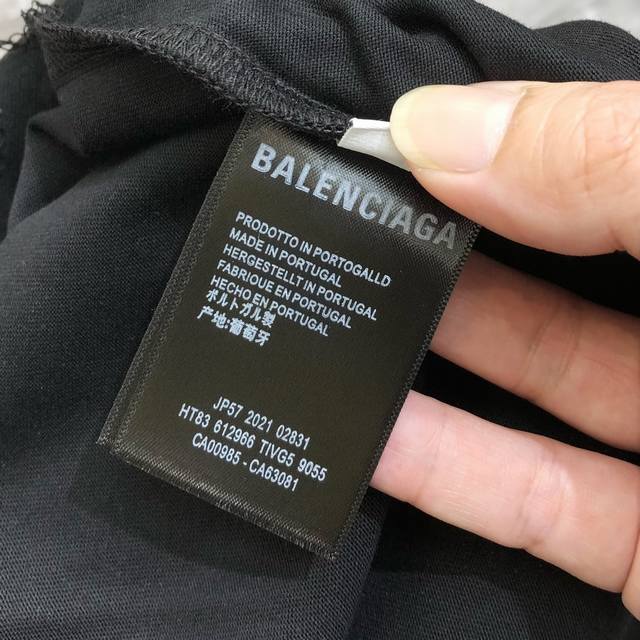 BALENCIAGA
PRODOTTO IN PORTOGALLD
MADE IN PORTUGAL
HERGESTELLT IN PORTUGAL
FABRIQUE EN PORTUGAL
HECHO EN PORTUGAL
ポルトガル製
产地:葡萄牙
JP57 2021 02831
HT83 612966 TIVG5 9055
CA00985 - CA63081